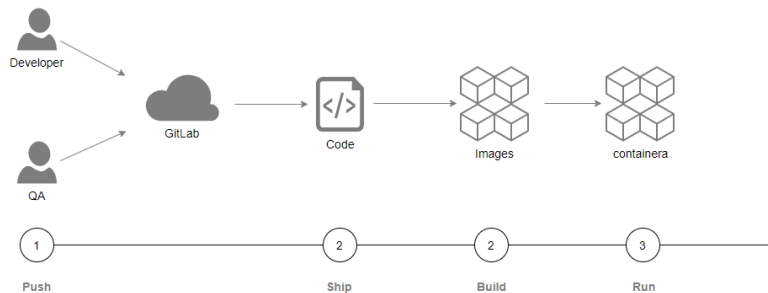 Developer
GitLab
</>
Code
Images
containera
QA
1
2
2
3
Push
Ship
Build
Run